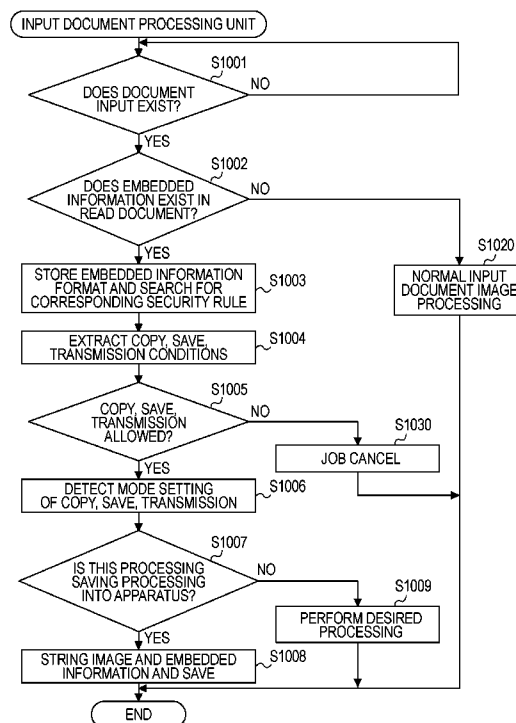 INPUT DOCUMENT PROCESSING UNIT
S1001
DOES DOCUMENT
INPUT EXIST?
NO
YES
S1002
DOES EMBEDDED
INFORMATION EXIST IN
READ DOCUMENT?
NO
YES
S1020
NORMAL INPUT
DOCUMENT IMAGE
PROCESSING
STORE EMBEDDED INFORMATION
FORMAT AND SEARCH FOR
CORRESPONDING SECURITY RULE
S1003
EXTRACT COPY, SAVE,
TRANSMISSION CONDITIONS
S1004
S1005
COPY, SAVE,
TRANSMISSION
ALLOWED?
NO
YES
S1030
JOB CANCEL
DETECT MODE SETTING
OF COPY, SAVE, TRANSMISSION
S1006
S1007
IS THIS PROCESSING
SAVING PROCESSING
INTO APPARATUS?
NO
YES
S1009
PERFORM DESIRED
PROCESSING
STRING IMAGE AND EMBEDDED
INFORMATION AND SAVE
S1008
END